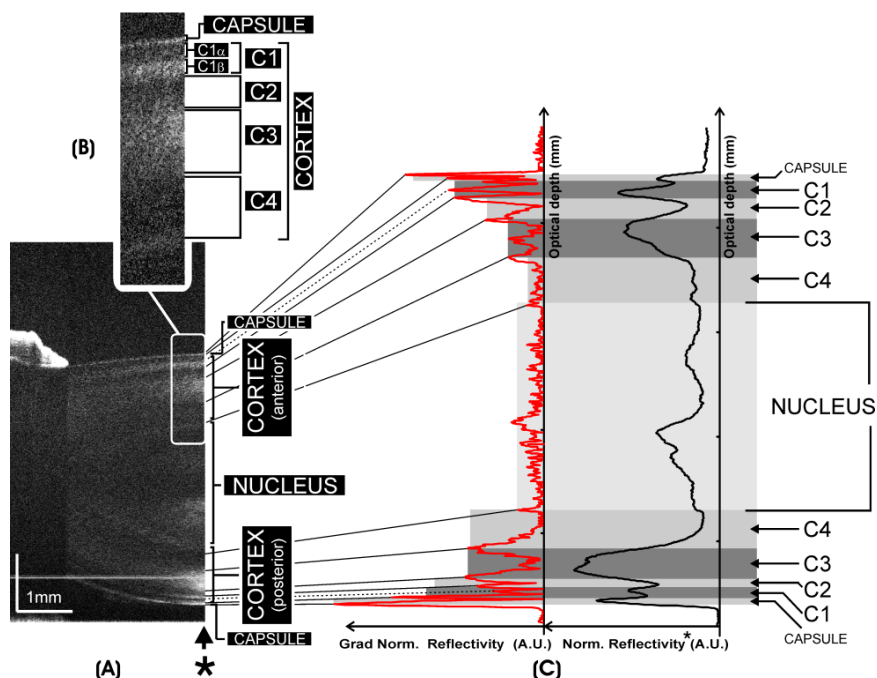 CAPSULE
C1α
C1β
C1
C2
C3
C4
CORTEX
(B)
CAPSULE
CORTEX
(anterior)
NUCLEUS
CORTEX
(posterior)
CAPSULE
1mm
(A)
*
Optical depth (mm)
Optical depth (mm)
CAPSULE
C1
C2
C3
C4
NUCLEUS
C4
C3
C2
C1
CAPSULE
Grad Norm. Reflectivity (A.U.)
Norm. Reflectivity* (A.U.)
(C)